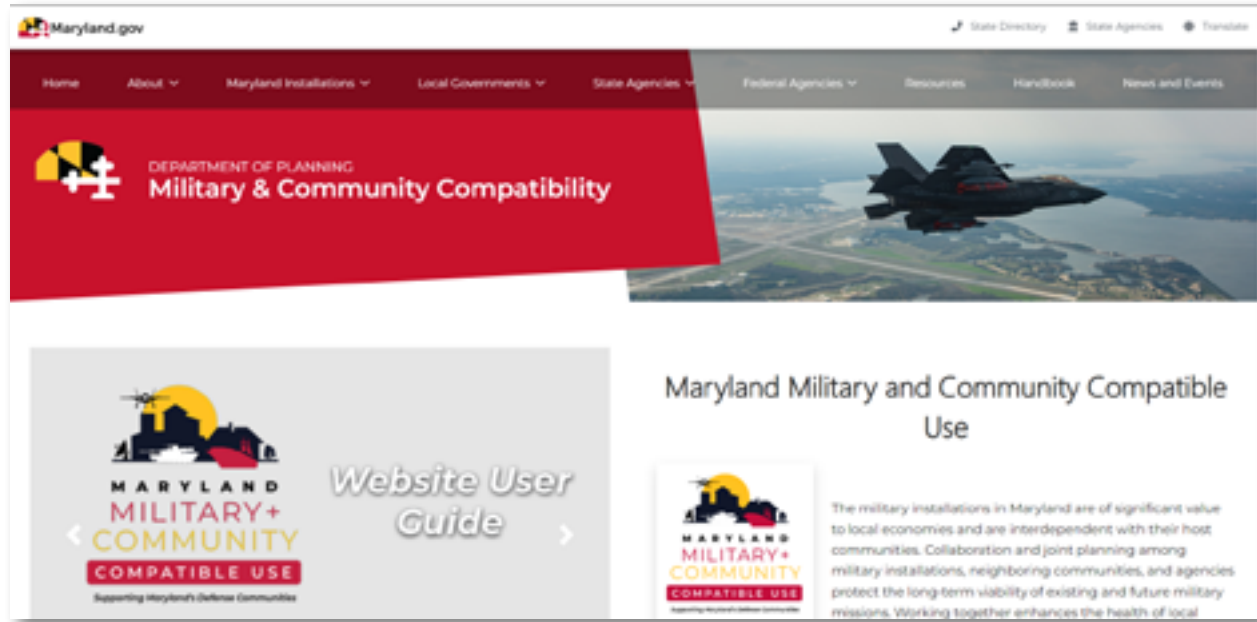 Maryland.gov
State Directory State Agencies Translate
Home About Maryland Installations Local Governments State Agencies Federal Agencies Resources Handbook News and Events
DEPARTMENT OF PLANNING
Military & Community Compatibility
MARYLAND
MILITARY+
COMMUNITY
COMPATIBLE USE
Supporting Maryland's Defense Communities
Website User
Guide
Maryland Military and Community Compatible
Use
MARYLAND
MILITARY+
COMMUNITY
COMPATIBLE USE
Supporting Maryland's Defense Communities
The military installations in Maryland are of significant value
to local economies and are interdependent with their host
communities. Collaboration and joint planning among
military installations, neighboring communities, and agencies
protect the long-term viability of existing and future military
missions. Working together enhances the health of local